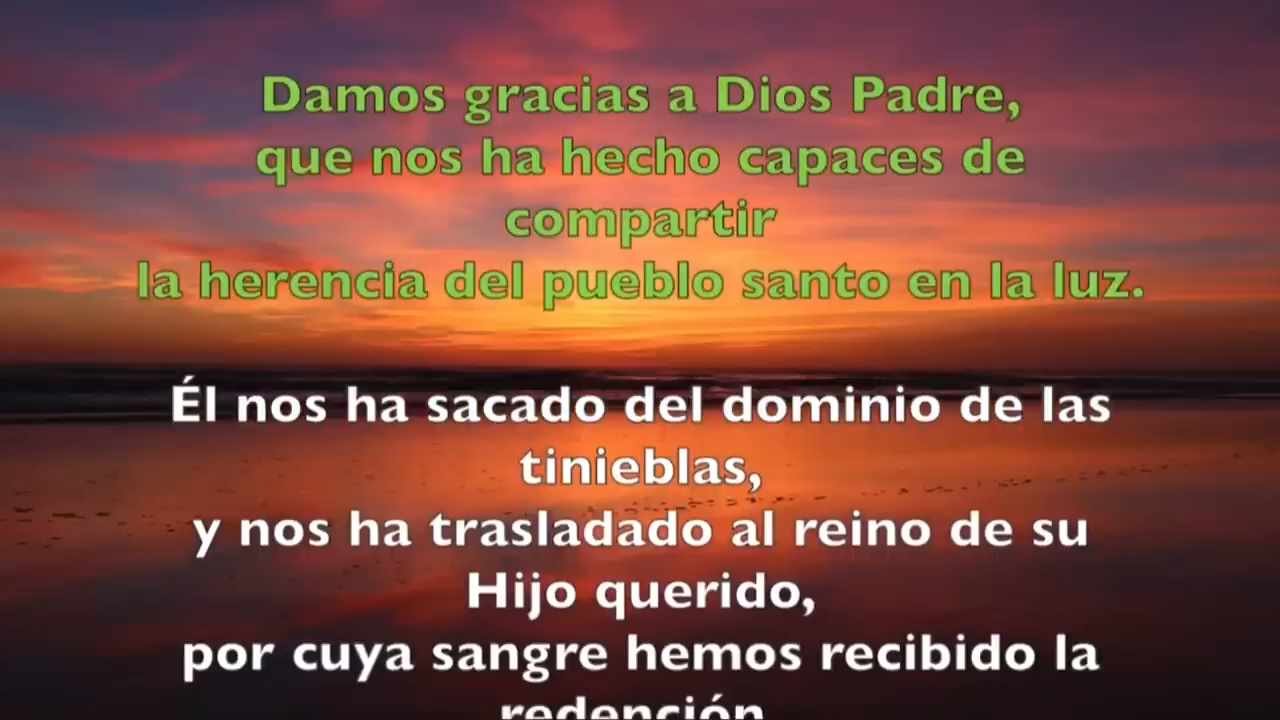 Damos gracias a Dios Padre,
que nos ha hecho capaces de
compartir
la herencia del pueblo santo en la luz.
Él nos ha sacado del dominio de las
tinieblas,
y nos ha trasladado al reino de su
Hijo querido,
por cuya sangre hemos recibido la
redención